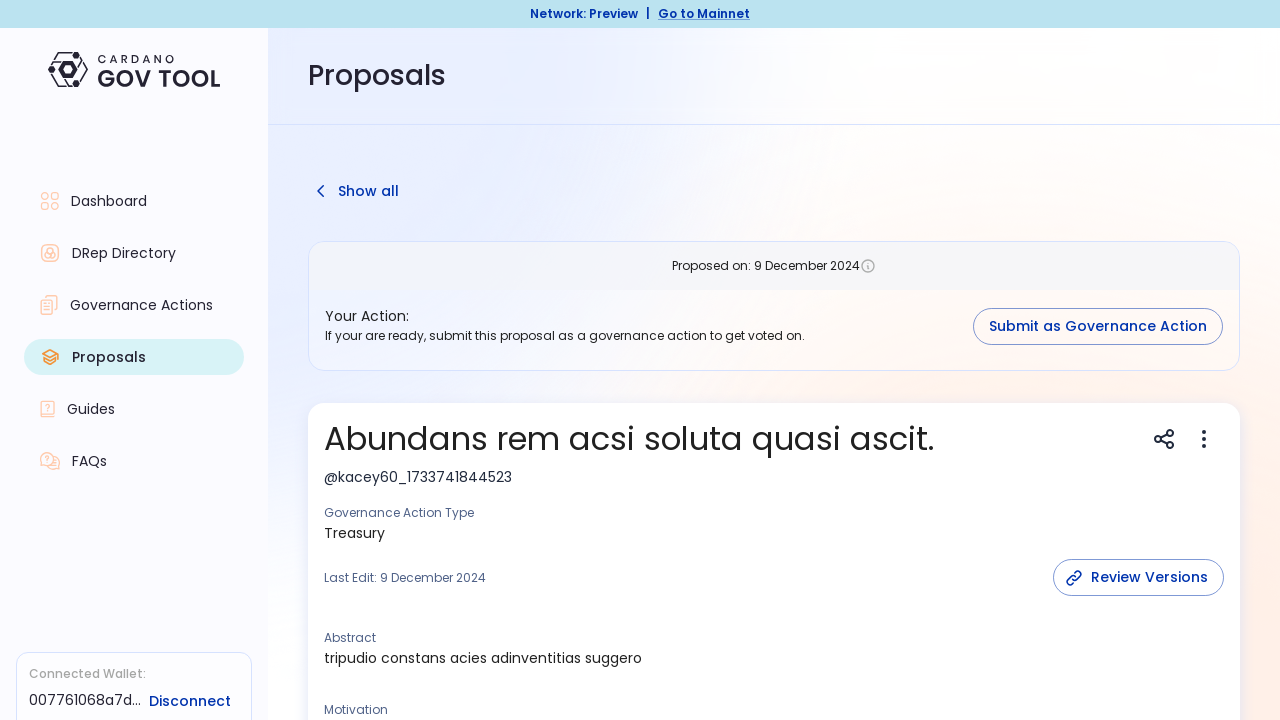 Network: Preview | Go to Mainnet
CARDANO
GOV TOOL
Proposals
Dashboard
DRep Directory
Governance Actions
Proposals
Guides
FAQs
Connected Wallet:
007761068a7d... Disconnect
Show all
Proposed on: 9 December 2024
Your Action:
If you are ready, submit this proposal as a governance action to get voted on.
Submit as Governance Action
Abundans rem acsi soluta quasi ascit.
@kacey60_1733741844523
Governance Action Type
Treasury
Last Edit: 9 December 2024
Review Versions
Abstract
tripudio constans acies adinventitias suggero
Motivation